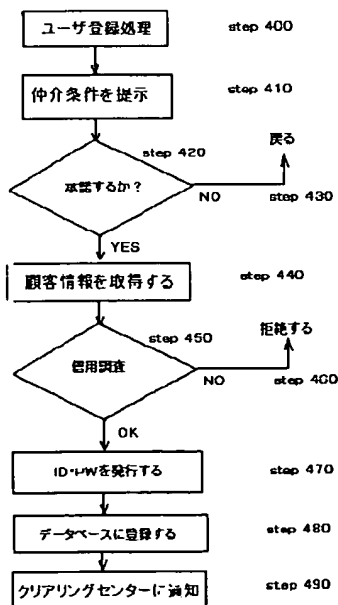 ユーザ登録処理 step 400
仲介条件を提示 step 410
step 420
戻る
承諾するか？
NO step 430
YES
顧客情報を取得する step 440
step 450
拒絶する
信用調査
NO step 460
OK
ID・PWを発行する step 470
データベースに登録する step 480
クリアリングセンターに通知 step 490